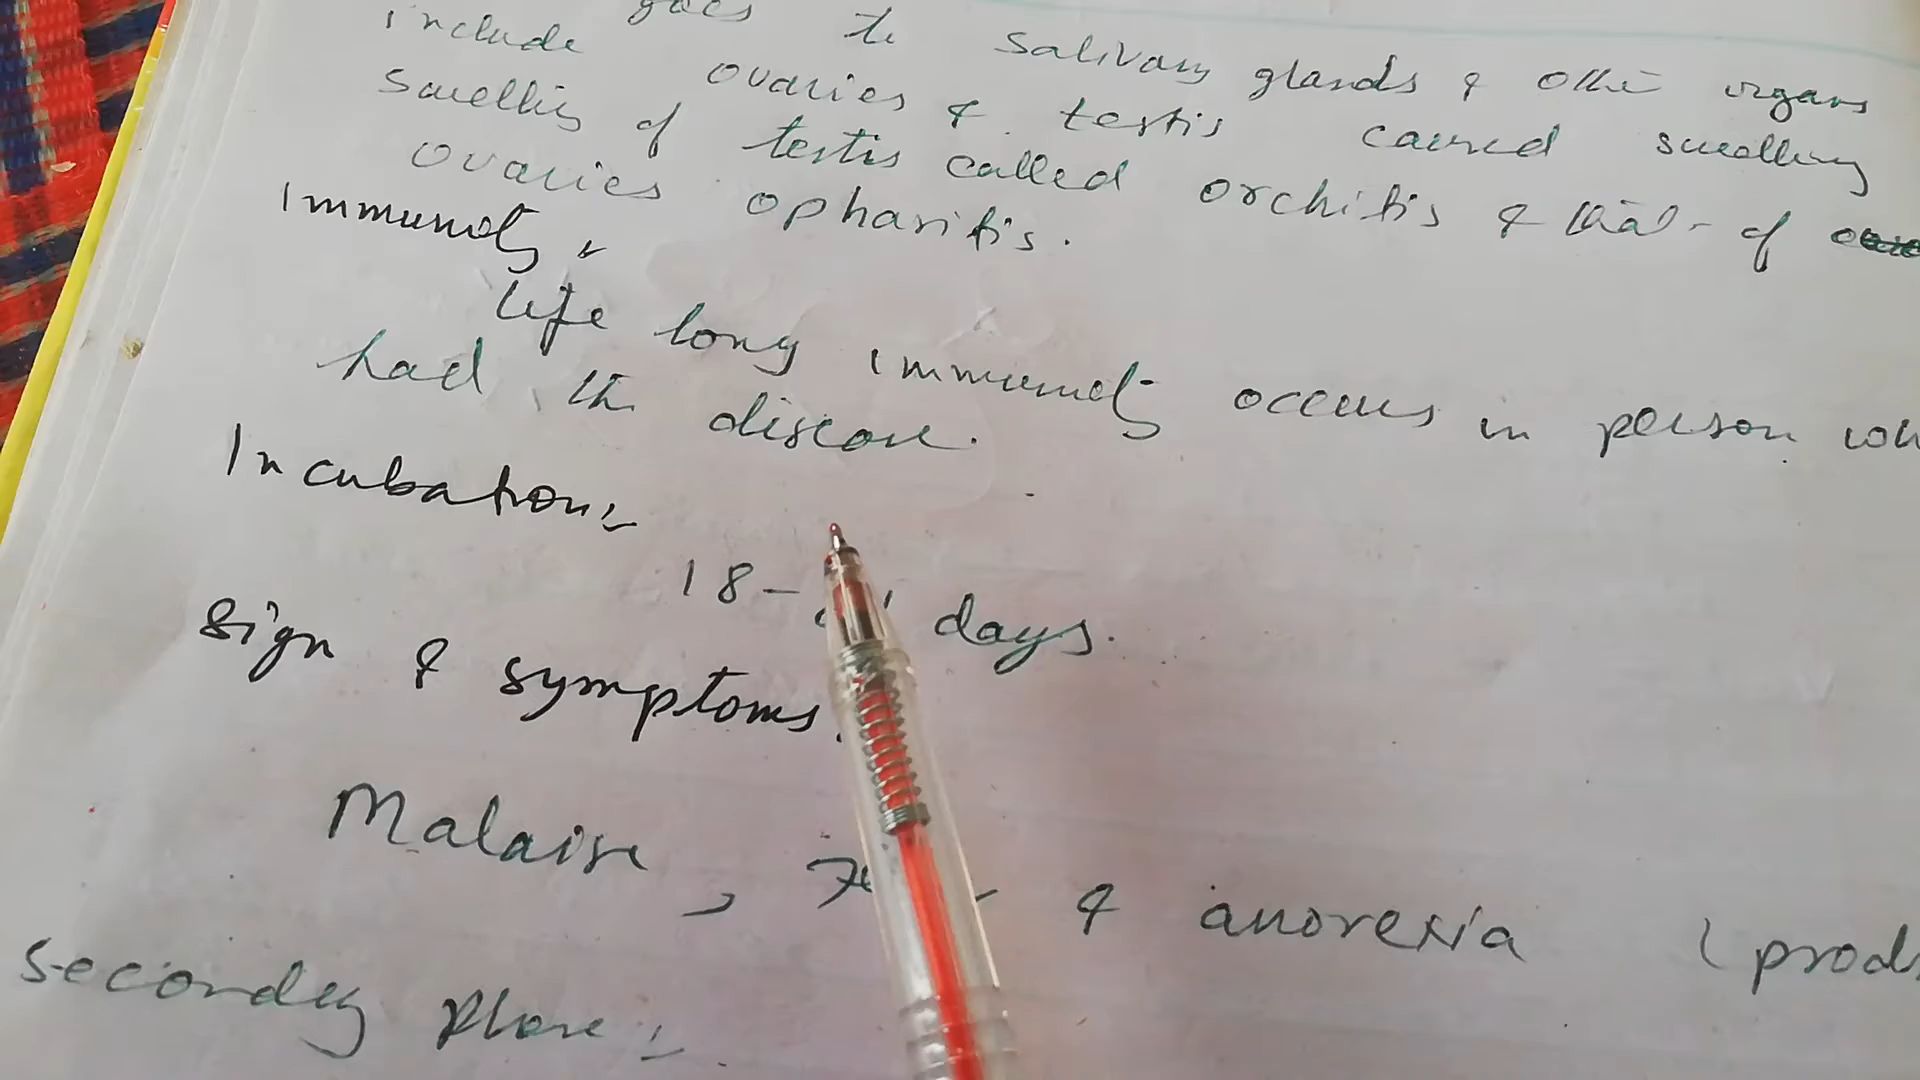 goes to salivary glands & other organs
include ovaries & testis caused swelling
swelling of testis called orchitis & that of
ovaries opharitis.
Immunity :-
Life long immunity occurs in person
had the disease.
Incubation :-
18 - days.
Sign & symptoms
Malaise, & anorexia (prod
secondry phase :-